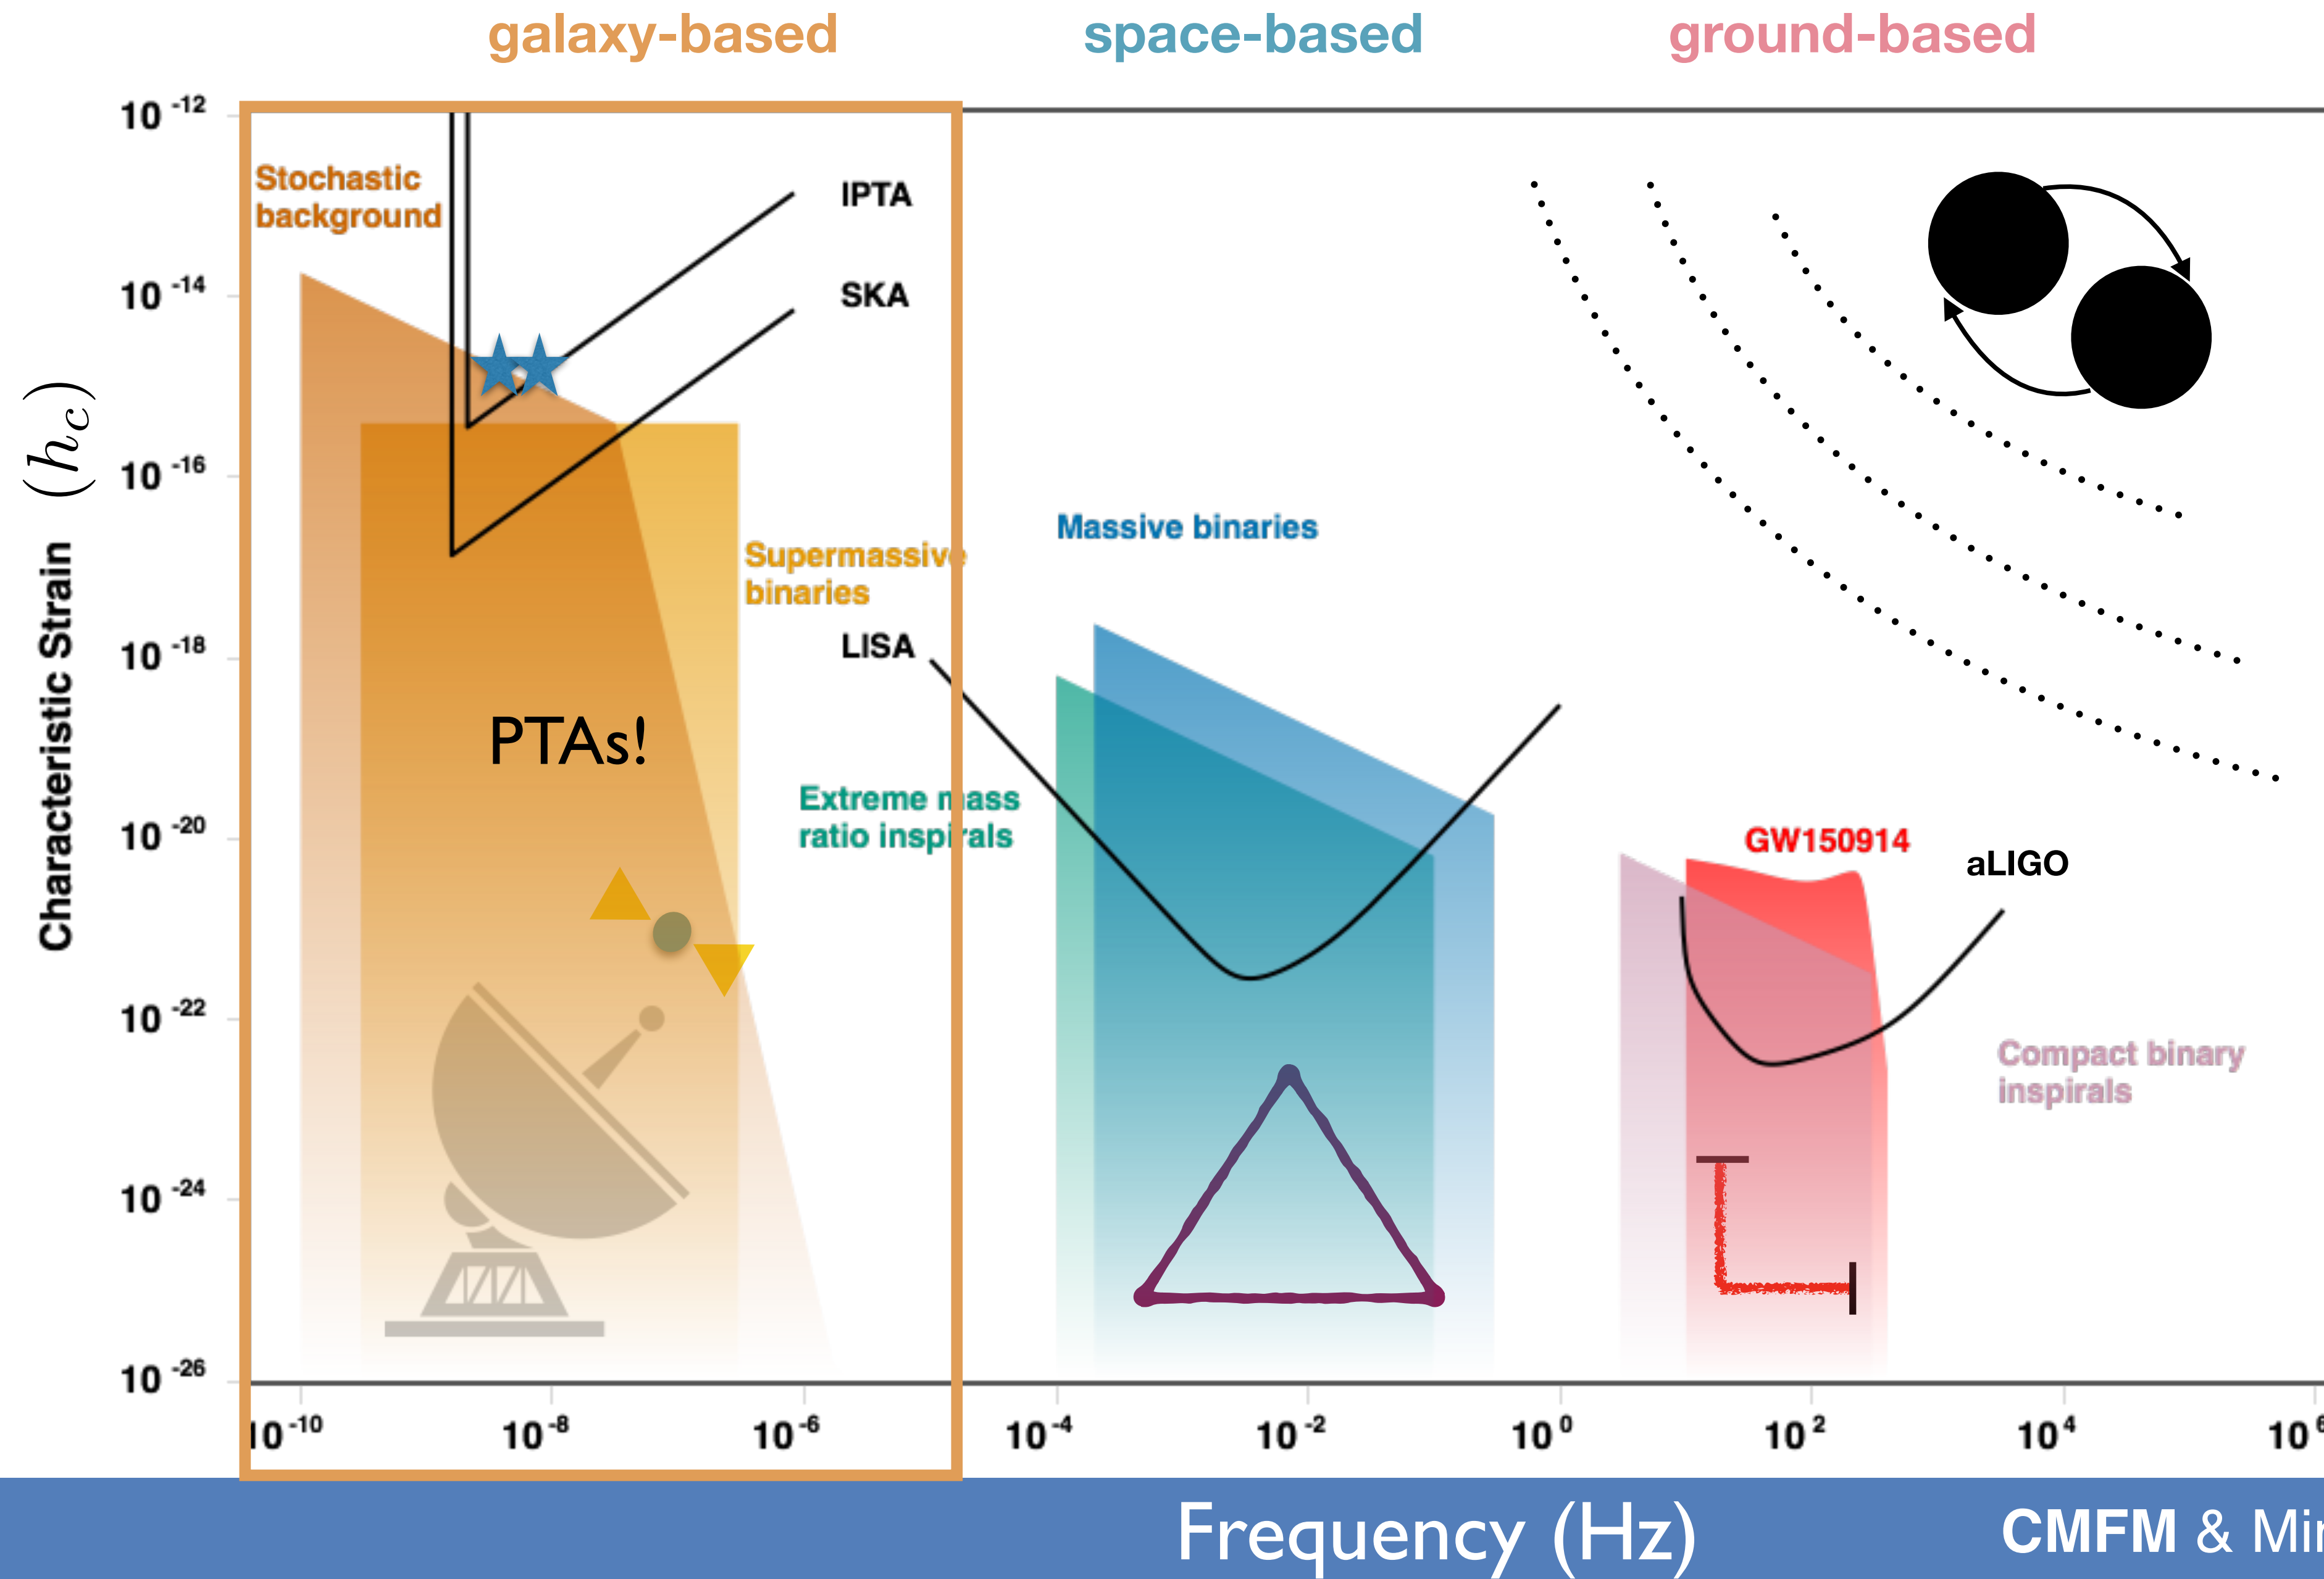 galaxy-based space-based ground-based
10 -12
Stochastic
background
IPTA
10 -14
SKA
(hc)
10 -16
Massive binaries
Supermassive
binaries
Characteristic Strain
LISA
10 -18
PTAs!
Extreme mass
ratio inspirals
10 -20
GW150914
aLIGO
10 -22
Compact binary
inspirals
10 -24
10 -26
10 -10 10 -8 10 -6 10 -4 10 -2 10 0 10 2 10 4 10 6
Frequency (Hz)
CMFM &